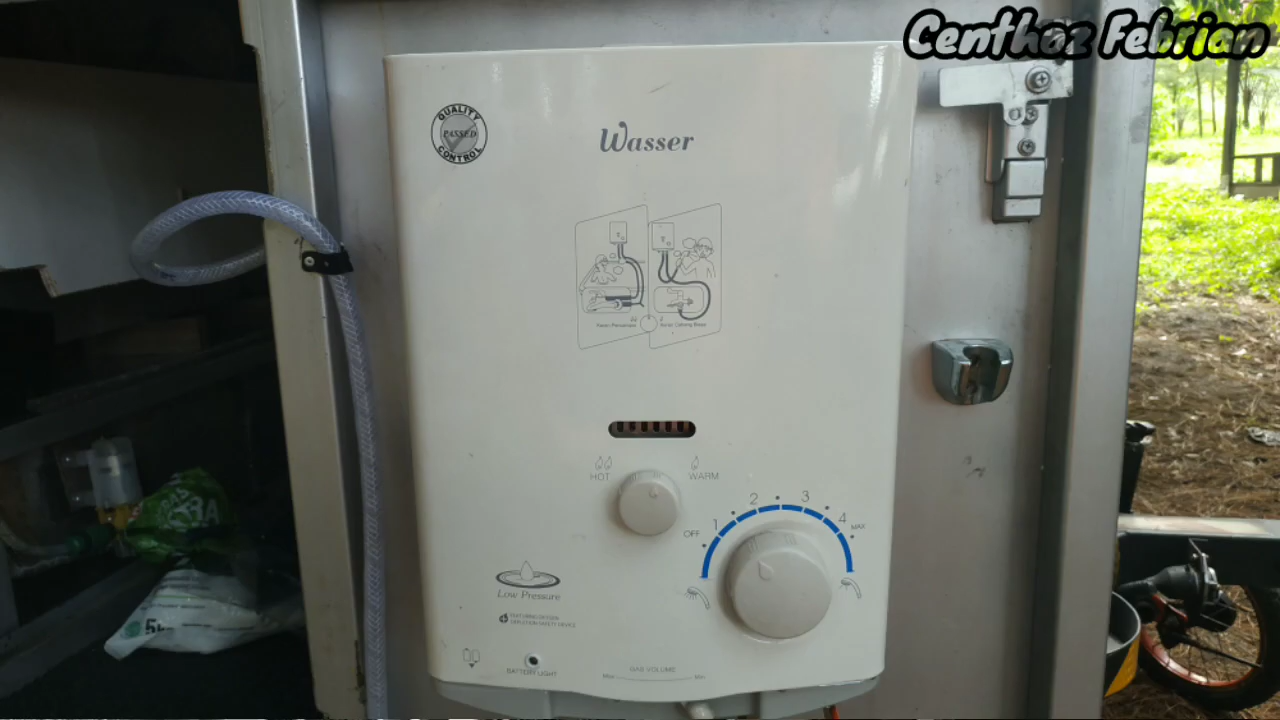 Centhoz Febrian
QUALITY
PASSED
CONTROL
Wasser
HOT
WARM
OFF
1
2
3
4
MAX
Low Pressure
BATTERY LIGHT
GAS VOLUME